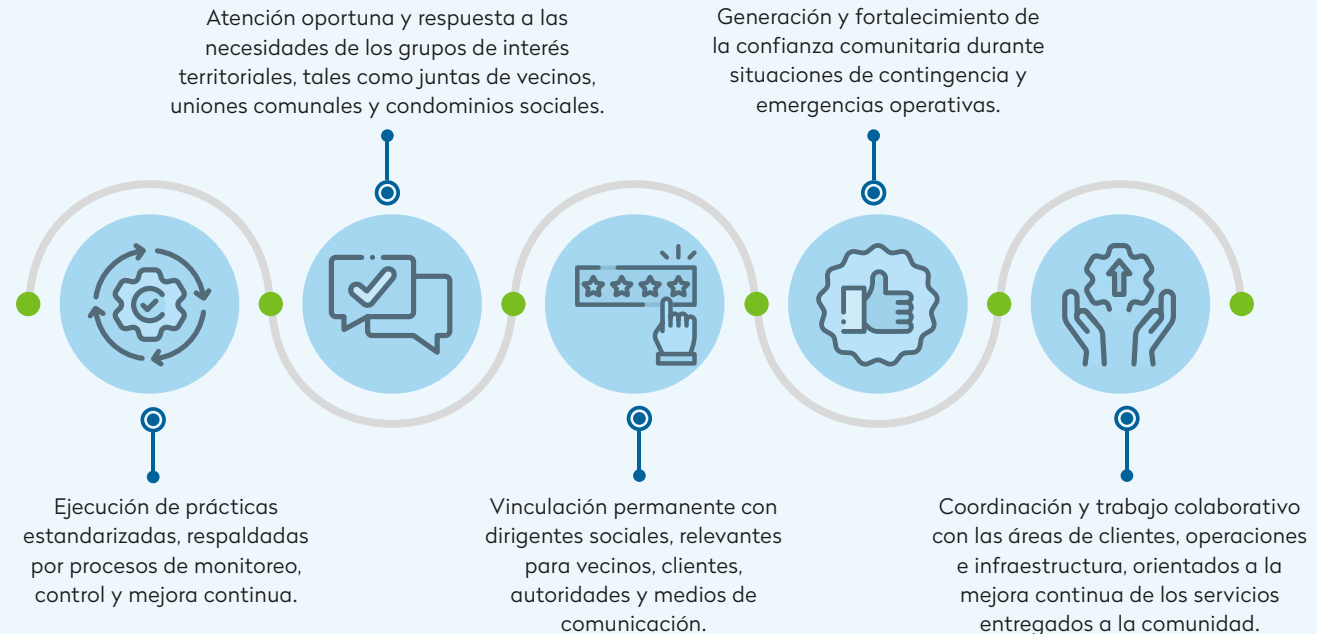 Atención oportuna y respuesta a las
necesidades de los grupos de interés
territoriales, tales como juntas de vecinos,
uniones comunales y condominios sociales.
Generación y fortalecimiento de
la confianza comunitaria durante
situaciones de contingencia y
emergencias operativas.
Ejecución de prácticas
estandarizadas, respaldadas
por procesos de monitoreo,
control y mejora continua.
Vinculación permanente con
dirigentes sociales, relevantes
para vecinos, clientes,
autoridades y medios de
comunicación.
Coordinación y trabajo colaborativo
con las áreas de clientes, operaciones
e infraestructura, orientados a la
mejora continua de los servicios
entregados a la comunidad.